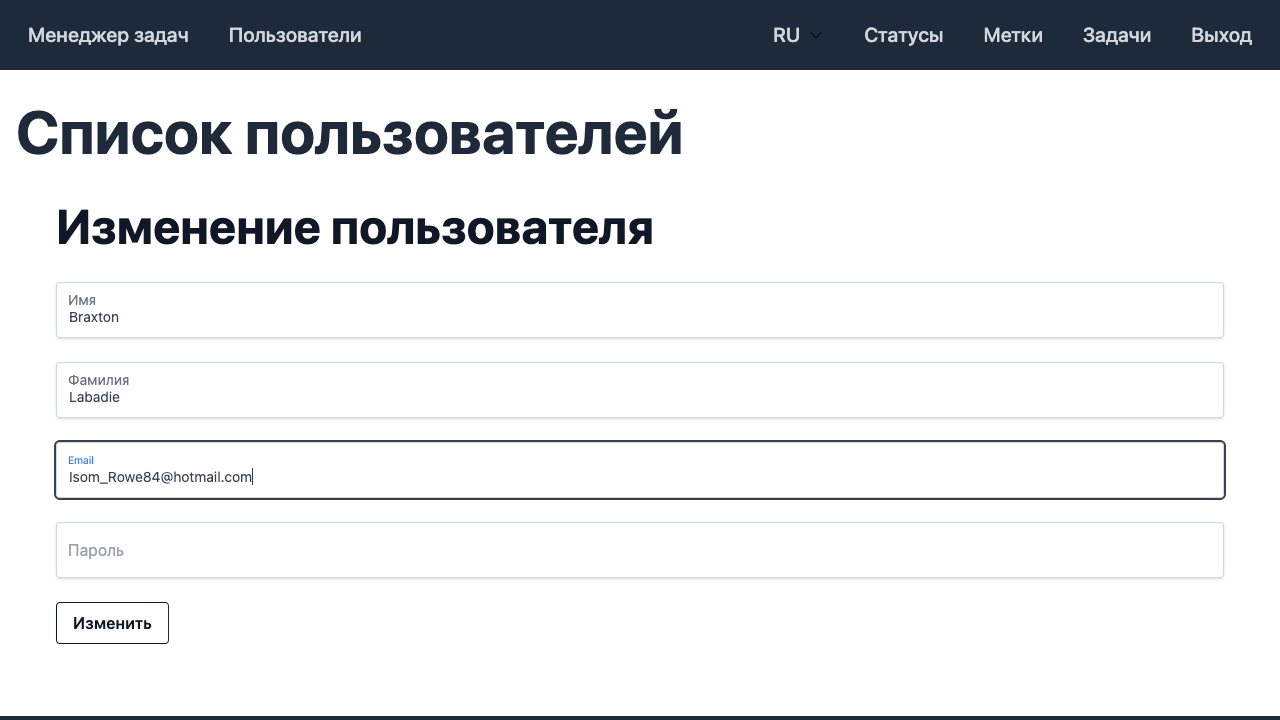 Менеджер задач Пользователи RU Статусы Метки Задачи Выход
Список пользователей
Изменение пользователя
Имя
Braxton
Фамилия
Labadie
Email
Isom_Rowe84@hotmail.com
Пароль
Изменить